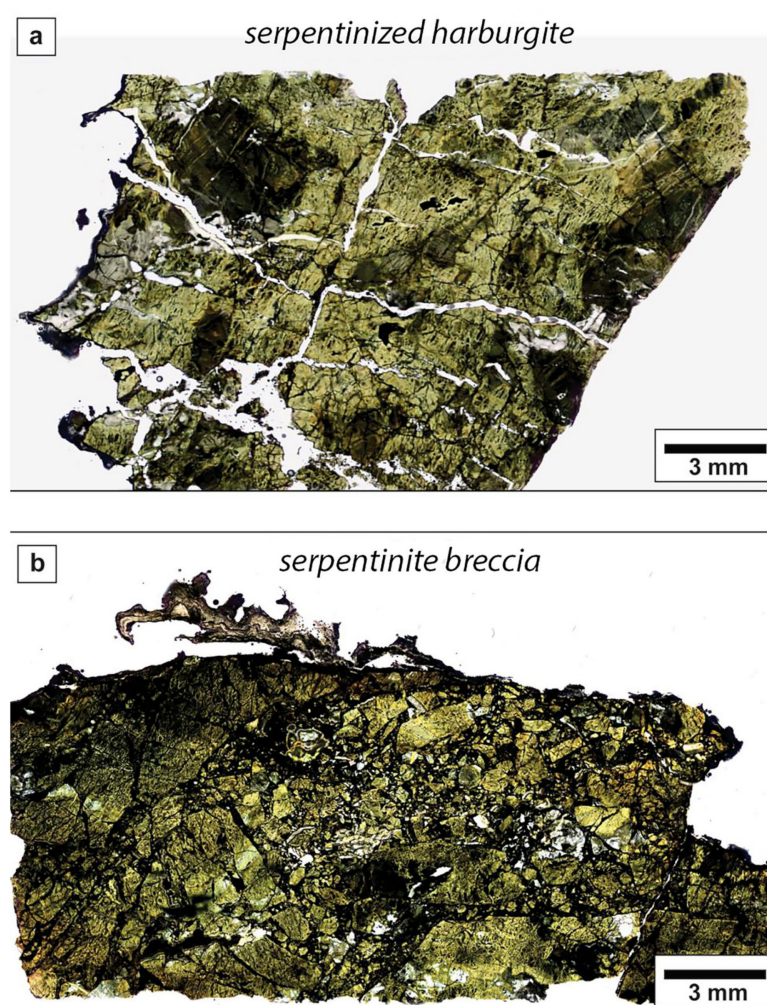 a
serpentinized harburgite
3 mm
b
serpentinite breccia
3 mm